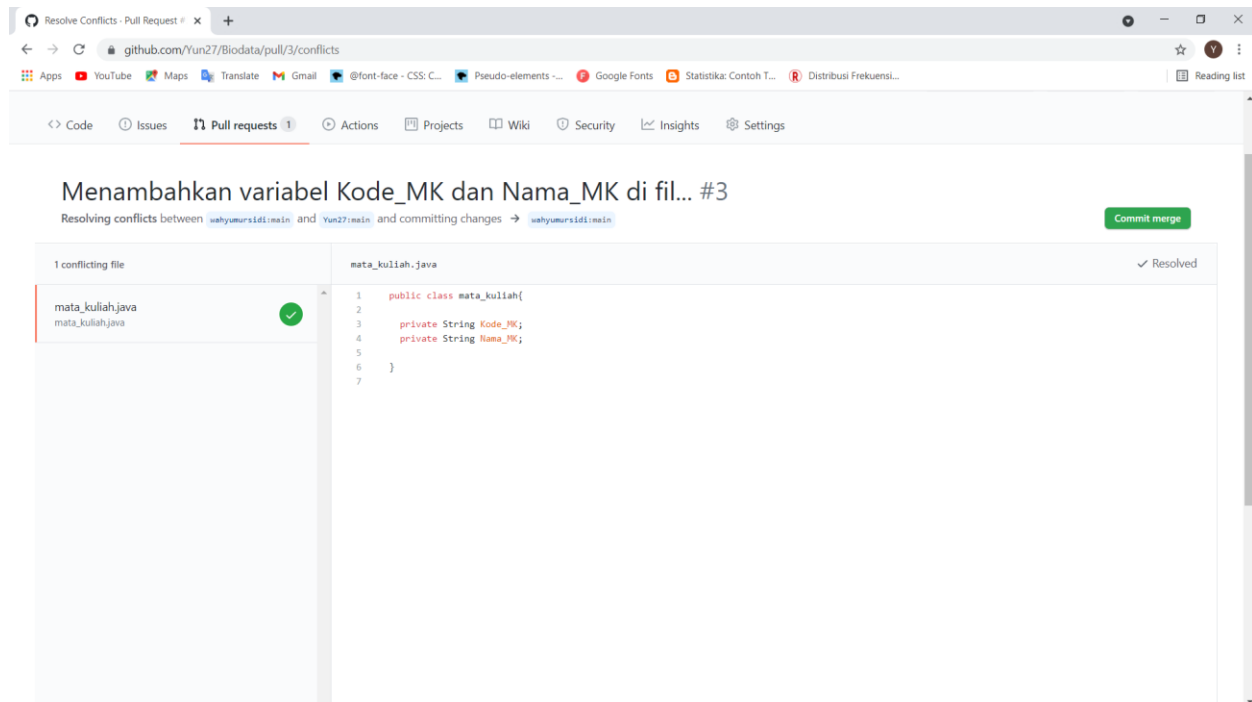 Resolve Conflicts · Pull Request #
github.com/Yun27/Biodata/pull/3/conflicts
Y
Apps YouTube Maps Translate Gmail @font-face - CSS: C... Pseudo-elements -... Google Fonts Statistika: Contoh T... Distribusi Frekuensi... Reading list
<> Code Issues Pull requests 1 Actions Projects Wiki Security Insights Settings
Menambahkan variabel Kode_MK dan Nama_MK di fil... #3
Resolving conflicts between wahyumursidi:main and Yun27:main and committing changes → wahyumursidi:main
Commit merge
1 conflicting file
mata_kuliah.java
Resolved
mata_kuliah.java
mata_kuliah.java
1 public class mata_kuliah{
2
3 private String Kode_MK;
4 private String Nama_MK;
5
6 }
7